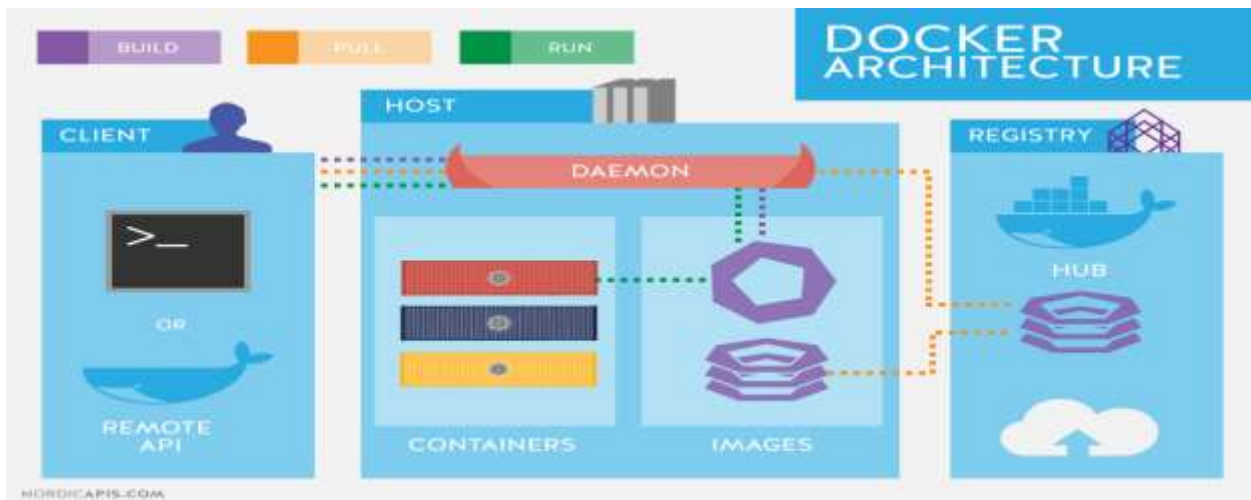 BUILD
PULL
RUN
DOCKER
ARCHITECTURE
HOST
CLIENT
REGISTRY
DAEMON
>_
HUB
OR
REMOTE
API
CONTAINERS
IMAGES
NORDICAPIS.COM